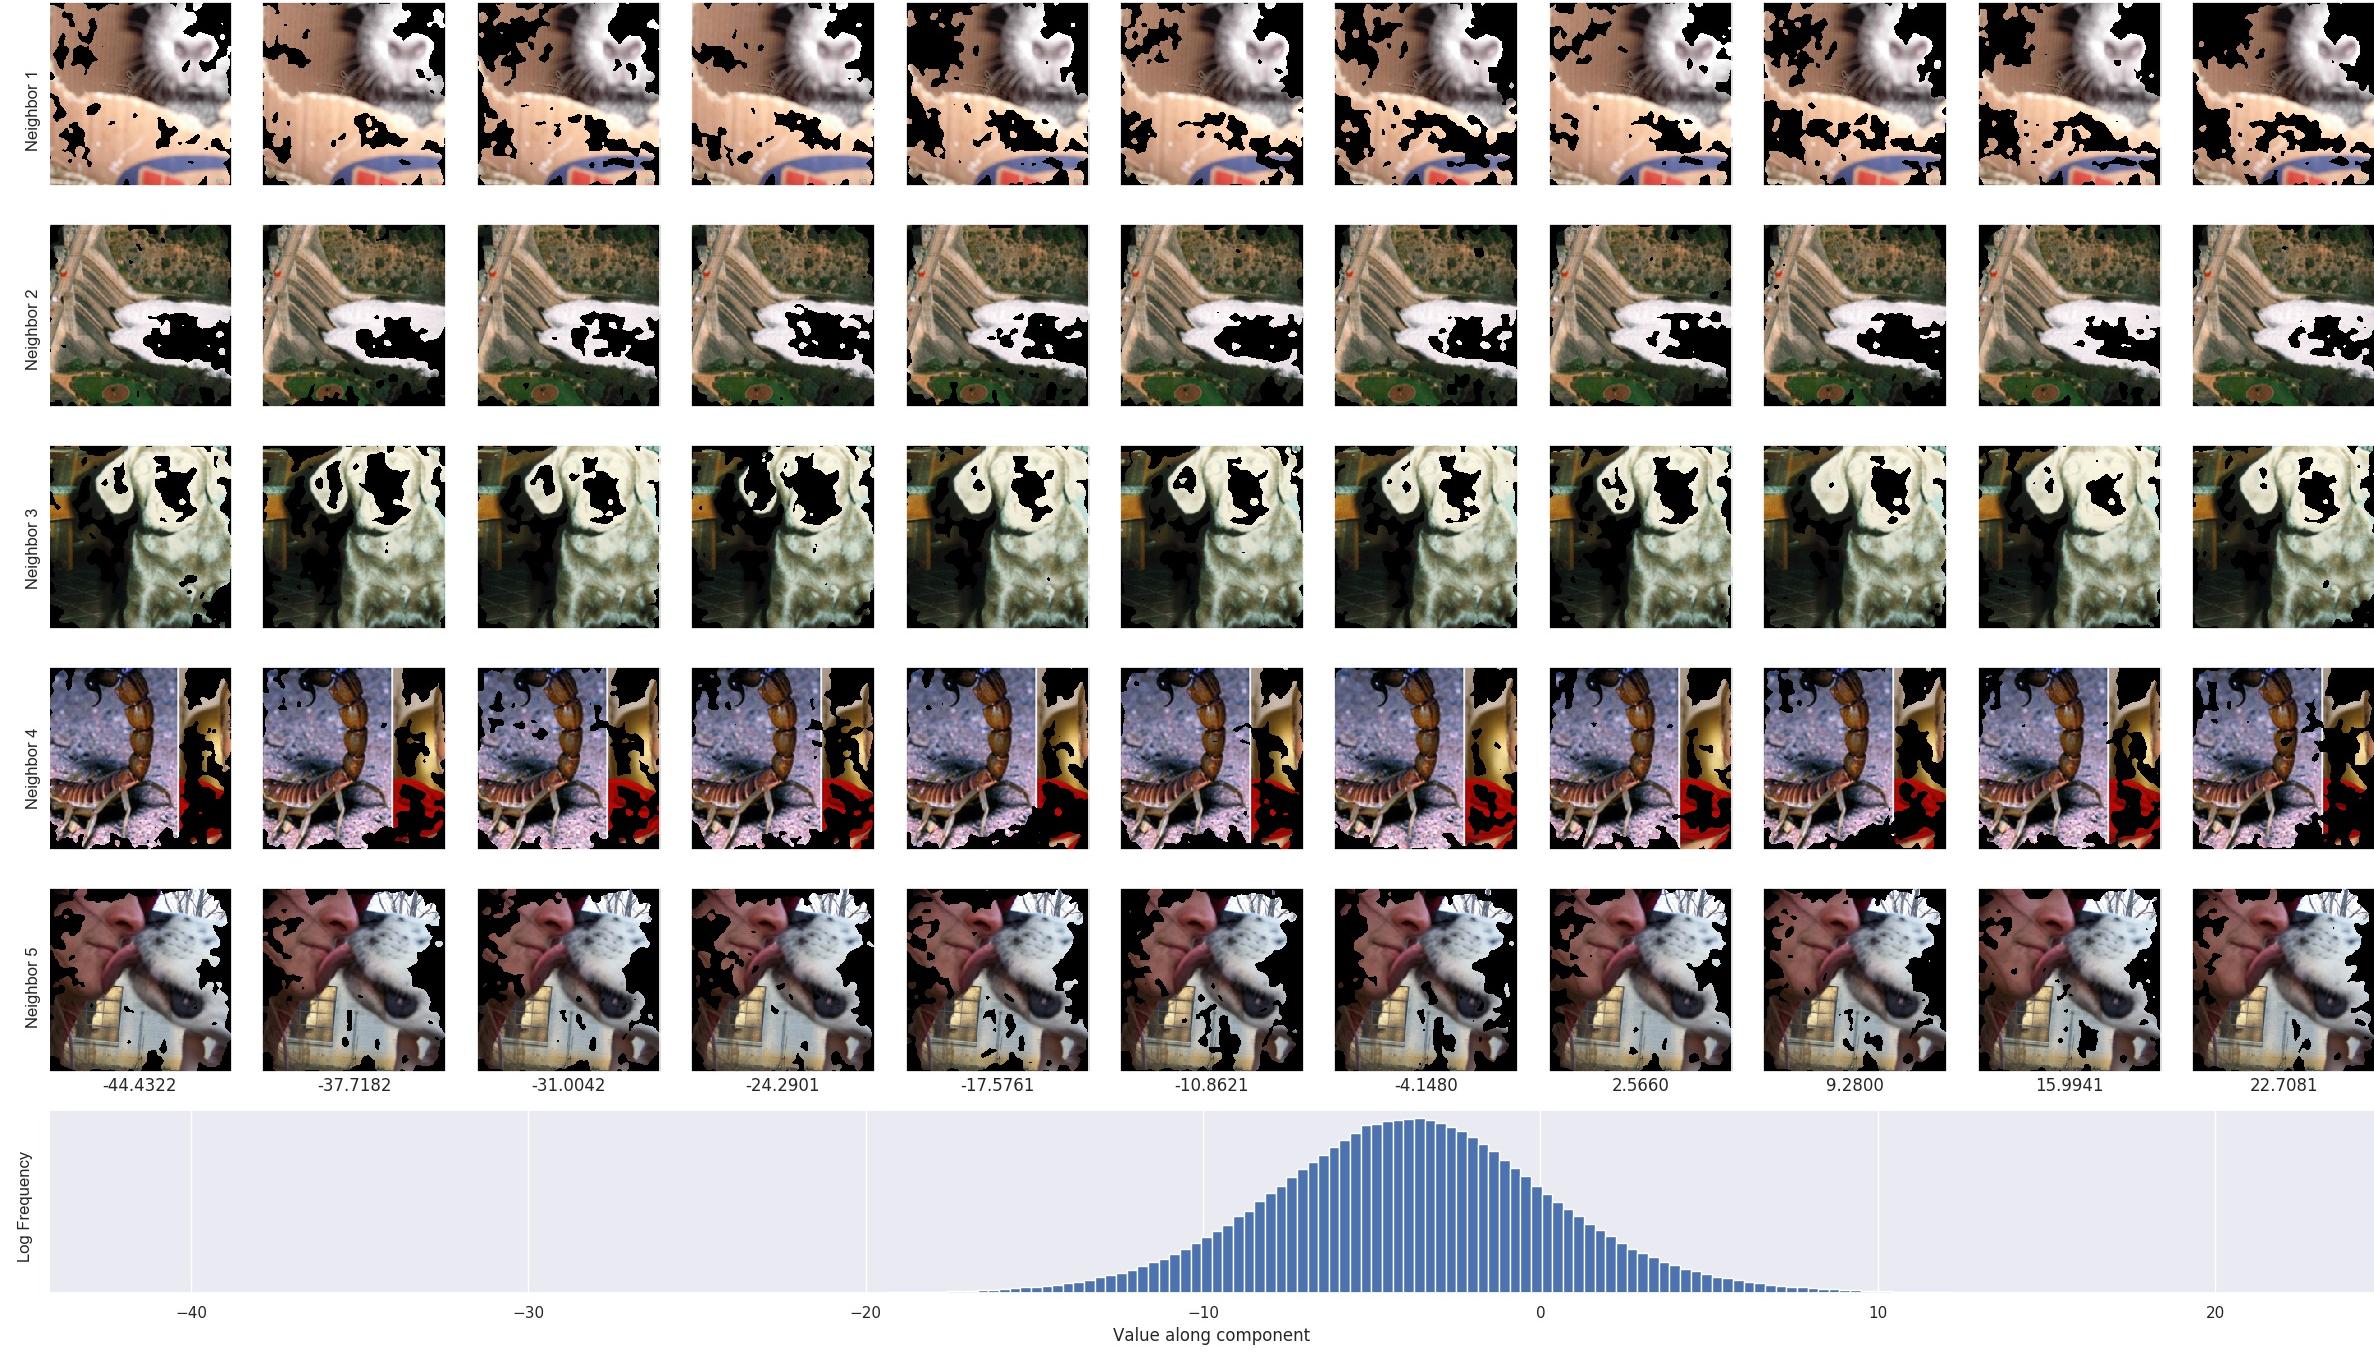 Neighbor 1
Neighbor 2
Neighbor 3
Neighbor 4
Neighbor 5
-44.4322 -37.7182 -31.0042 -24.2901 -17.5761 -10.8621 -4.1480 2.5660 9.2800 15.9941 22.7081
Log Frequency
−40 −30 −20 −10 0 10 20
Value along component